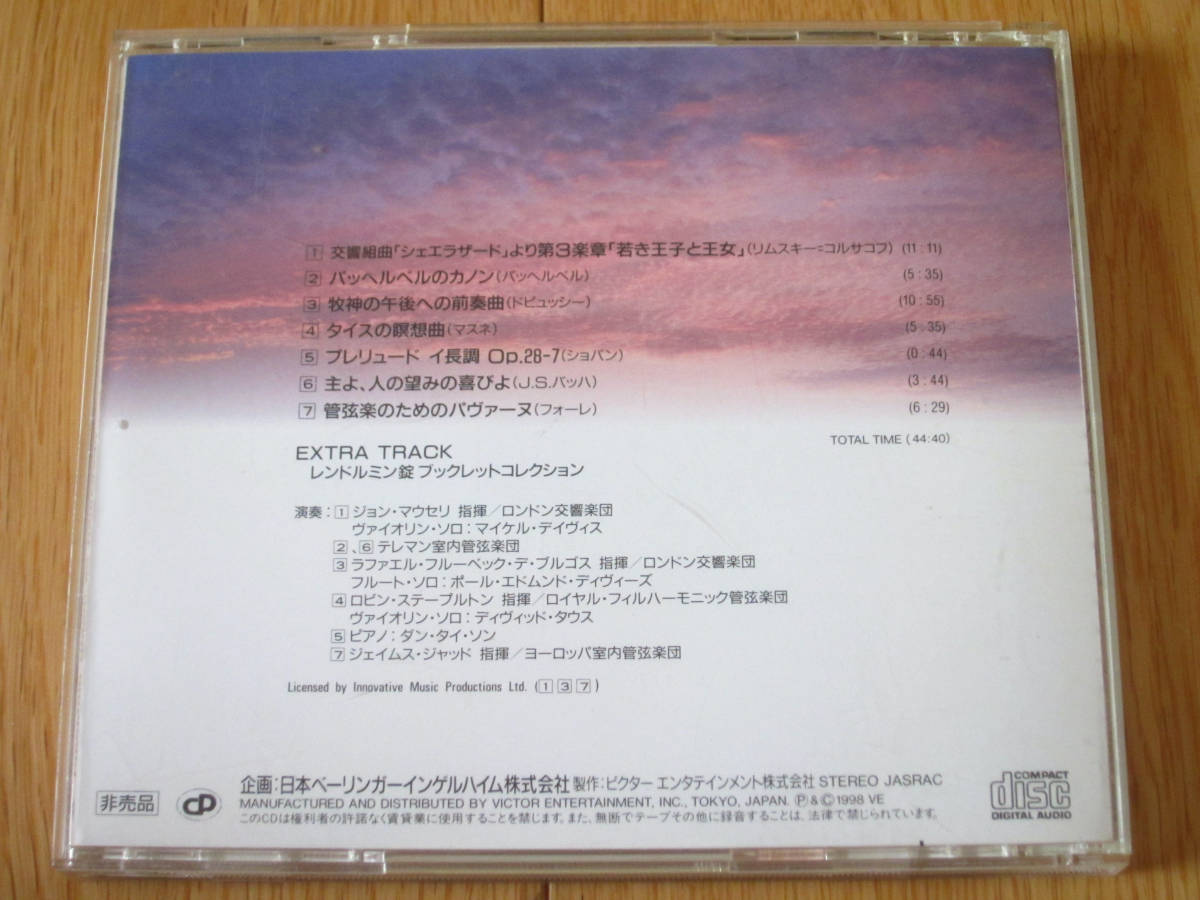 1 交響組曲「シェエラザード」より第3楽章「若き王子と王女」(リムスキー=コルサコフ) (11:11)
2 パッヘルベルのカノン(パッヘルベル) (5:35)
3 牧神の午後への前奏曲(ドビュッシー) (10:55)
4 タイスの瞑想曲(マスネ) (5:35)
5 プレリュード イ長調 Op.28-7(ショパン) (0:44)
6 主よ、人の望みの喜びよ(J.S.バッハ) (3:44)
7 管弦楽のためのパヴァーヌ(フォーレ) (6:29)
TOTAL TIME (44:40)
EXTRA TRACK
レンドルミン錠 ブックレットコレクション
演奏:1 ジョン・マウセリ 指揮/ロンドン交響楽団
ヴァイオリン・ソロ:マイケル・デイヴィス
2、6 テレマン室内管弦楽団
3 ラファエル・フルーベック・デ・ブルゴス 指揮/ロンドン交響楽団
フルート・ソロ:ポール・エドムンド・ディヴィーズ
4 ロビン・ステープルトン 指揮/ロイヤル・フィルハーモニック管弦楽団
ヴァイオリン・ソロ:ディヴィッド・タウス
5 ピアノ:ダン・タイ・ソン
7 ジェイムス・ジャッド 指揮/ヨーロッパ室内管弦楽団
Licensed by Innovative Music Productions Ltd. (1 3 7)
企画:日本ベーリンガーインゲルハイム株式会社 製作:ビクター エンタテインメント株式会社 STEREO JASRAC
非売品
MANUFACTURED AND DISTRIBUTED BY VICTOR ENTERTAINMENT, INC., TOKYO, JAPAN. Ⓟ&Ⓒ1998 VE
このCDは権利者の許諾なく賃貸業に使用することを禁じます。また、無断でテープその他に録音することは、法律で禁じられています。
COMPACT
disc
DIGITAL AUDIO